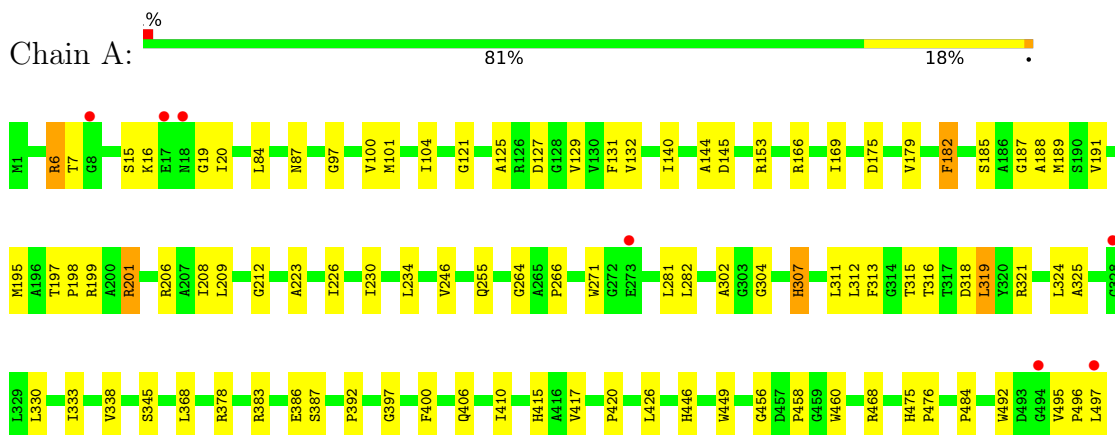 %
Chain A:
81% 18% •
M1 R6 T7 G8 S15 K16 E17 N18 G19 I20 L84 N87 G97 V100 M101 I104 G121 A125 R126 D127 G128 V129 V130 F131 V132 I140 A144 D145 R153 R166 I169 D175 V179 F182 S185 A186 G187 A188 M189 S190 V191
M195 A196 T197 P198 R199 A200 R201 R206 A207 I208 L209 G212 A223 I226 I230 L234 V246 Q255 G264 A265 P266 W271 G272 E273 L281 L282 A302 G303 G304 H307 L311 L312 F313 G314 T315 T316 T317 D318 L319 Y320 R321 L324 A325 G328
L329 L330 I333 V338 S345 L368 R378 R383 E386 S387 P392 G397 F400 Q406 I410 H415 A416 V417 P420 L426 H446 W449 G456 D457 P458 G459 W460 R468 H475 P476 P484 W492 D493 G494 V495 P496 L497